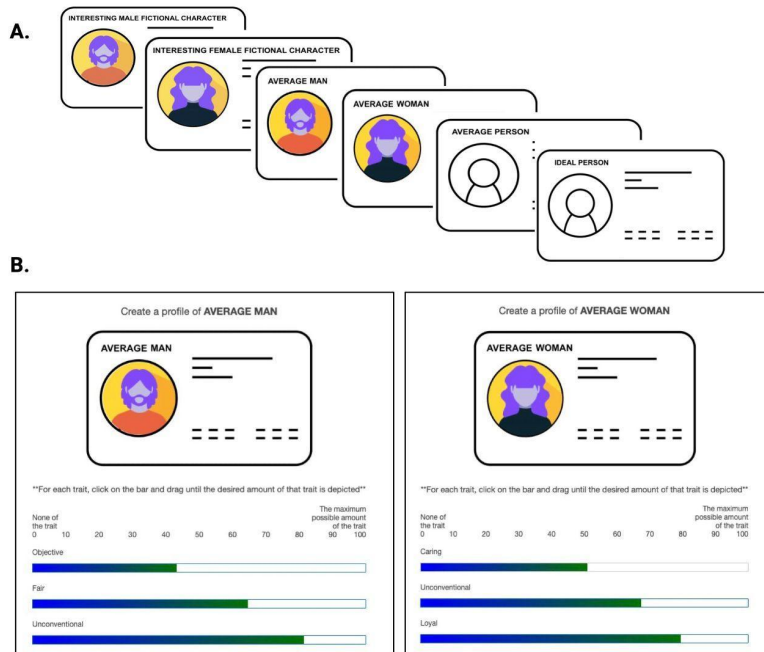 A.
INTERESTING MALE FICTIONAL CHARACTER
INTERESTING FEMALE FICTIONAL CHARACTER
AVERAGE MAN
AVERAGE WOMAN
AVERAGE PERSON
IDEAL PERSON
B.
Create a profile of AVERAGE MAN
AVERAGE MAN
**For each trait, click on the bar and drag until the desired amount of that trait is depicted**
None of
the trait
The maximum
possible amount
of the trait
0 10 20 30 40 50 60 70 80 90 100
Objective
Fair
Unconventional
Create a profile of AVERAGE WOMAN
AVERAGE WOMAN
**For each trait, click on the bar and drag until the desired amount of that trait is depicted**
None of
the trait
The maximum
possible amount
of the trait
0 10 20 30 40 50 60 70 80 90 100
Caring
Unconventional
Loyal